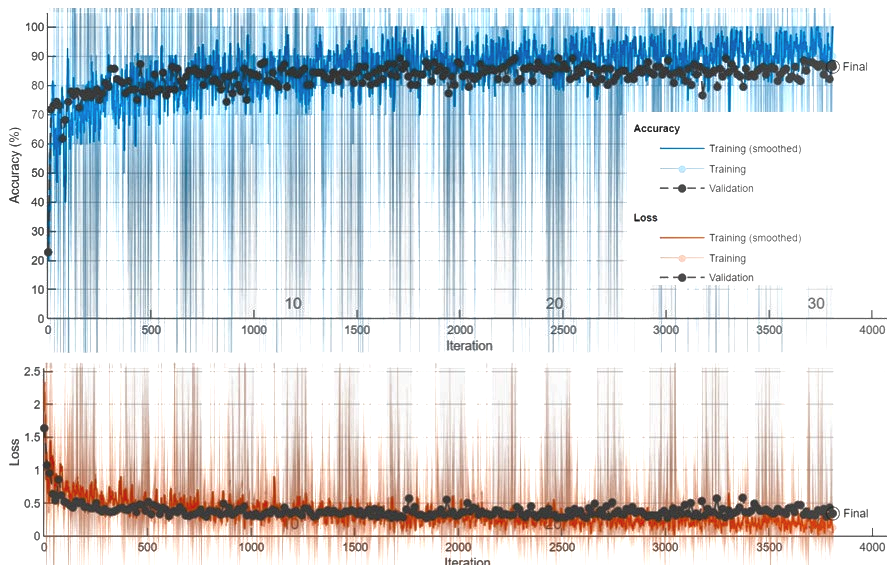 Accuracy (%)
100
90
80
70
60
50
40
30
20
10
0
Final
Accuracy
Training (smoothed)
Training
Validation
Loss
Training (smoothed)
Training
Validation
10 20 30
0 500 1000 1500 2000 2500 3000 3500 4000
Iteration
Loss
2.5
2
1.5
1
0.5
0
Final
0 500 1000 1500 2000 2500 3000 3500 4000
Iteration